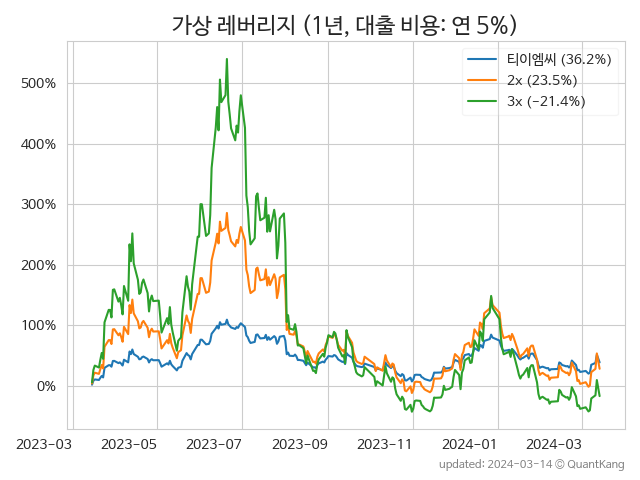 가상 레버리지 (1년, 대출 비용: 연 5%)
티이엠씨 (36.2%)
2x (23.5%)
3x (-21.4%)
500%
400%
300%
200%
100%
0%
2023-03 2023-05 2023-07 2023-09 2023-11 2024-01 2024-03
updated: 2024-03-14 © QuantKang